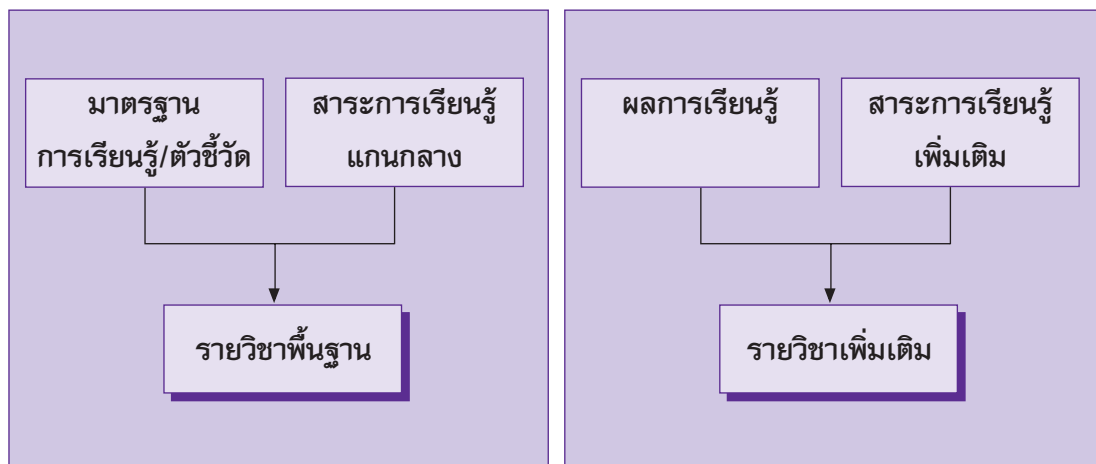 มาตรฐาน
การเรียนรู้/ตัวชี้วัด
สาระการเรียนรู้
แกนกลาง
รายวิชาพื้นฐาน
ผลการเรียนรู้
สาระการเรียนรู้
เพิ่มเติม
รายวิชาเพิ่มเติม